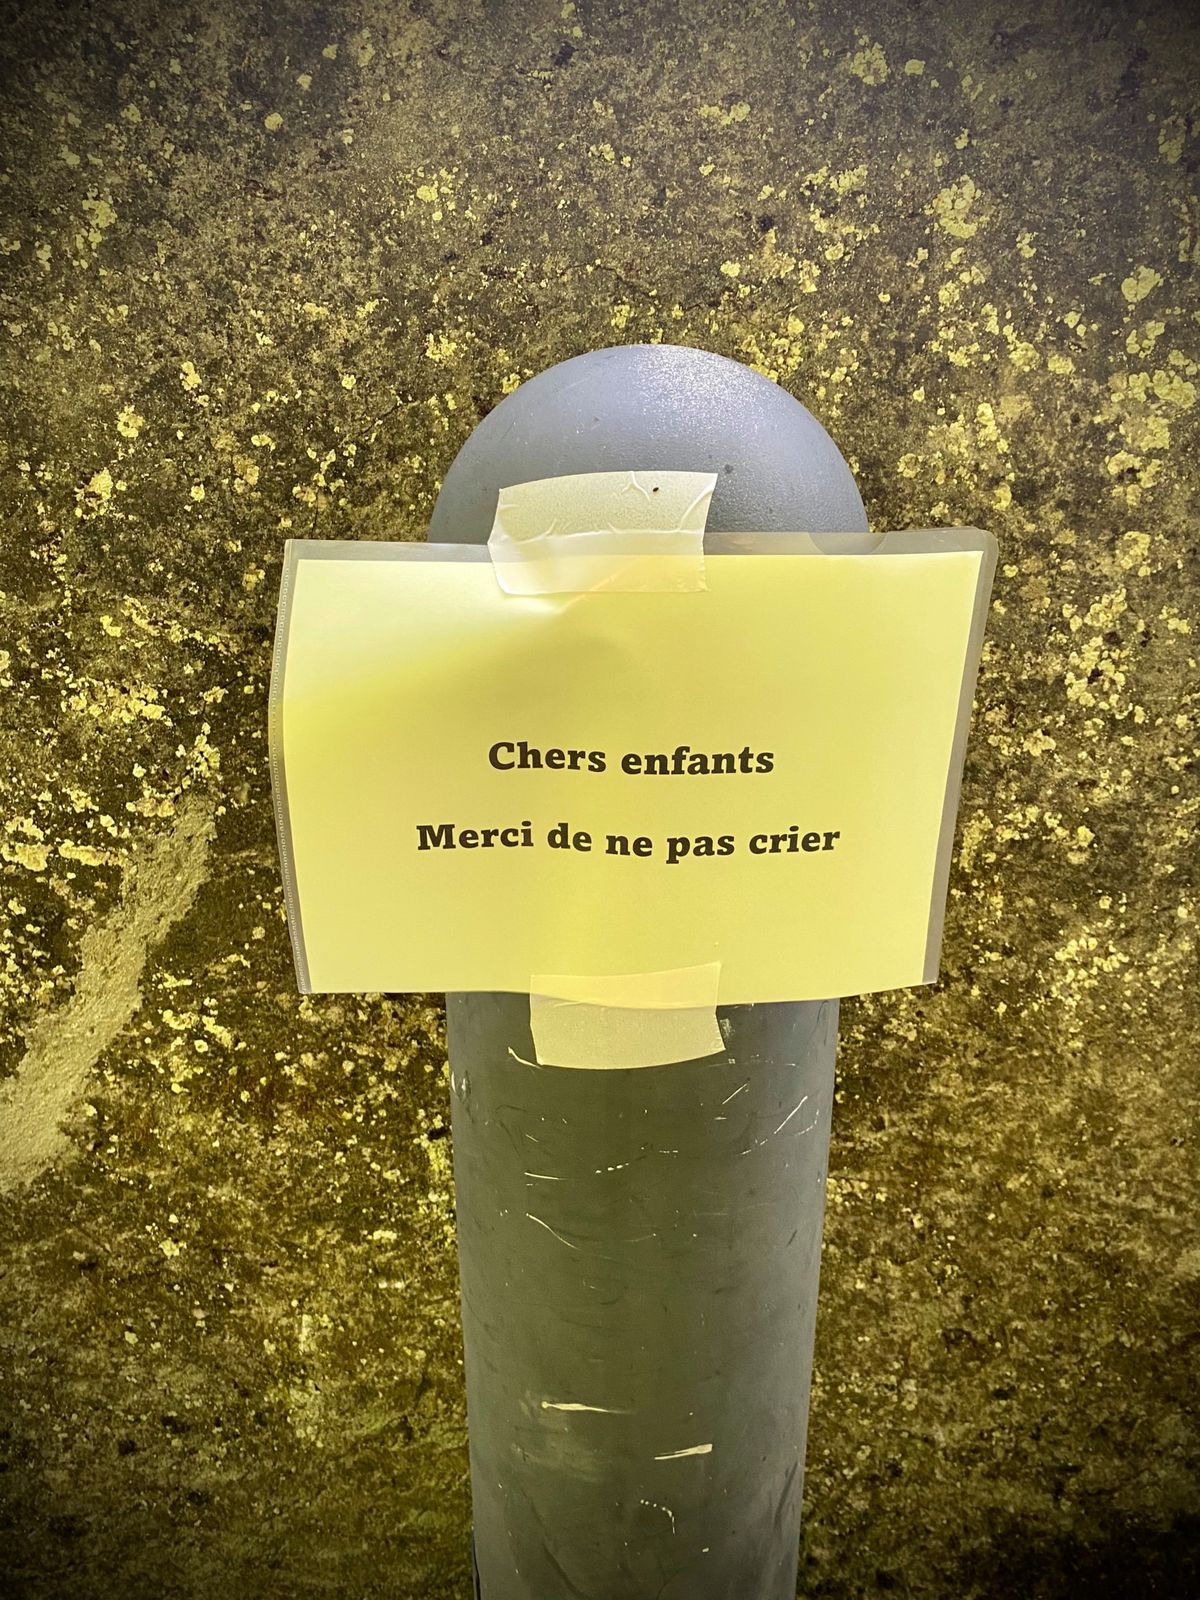 Chers enfants
Merci de ne pas crier